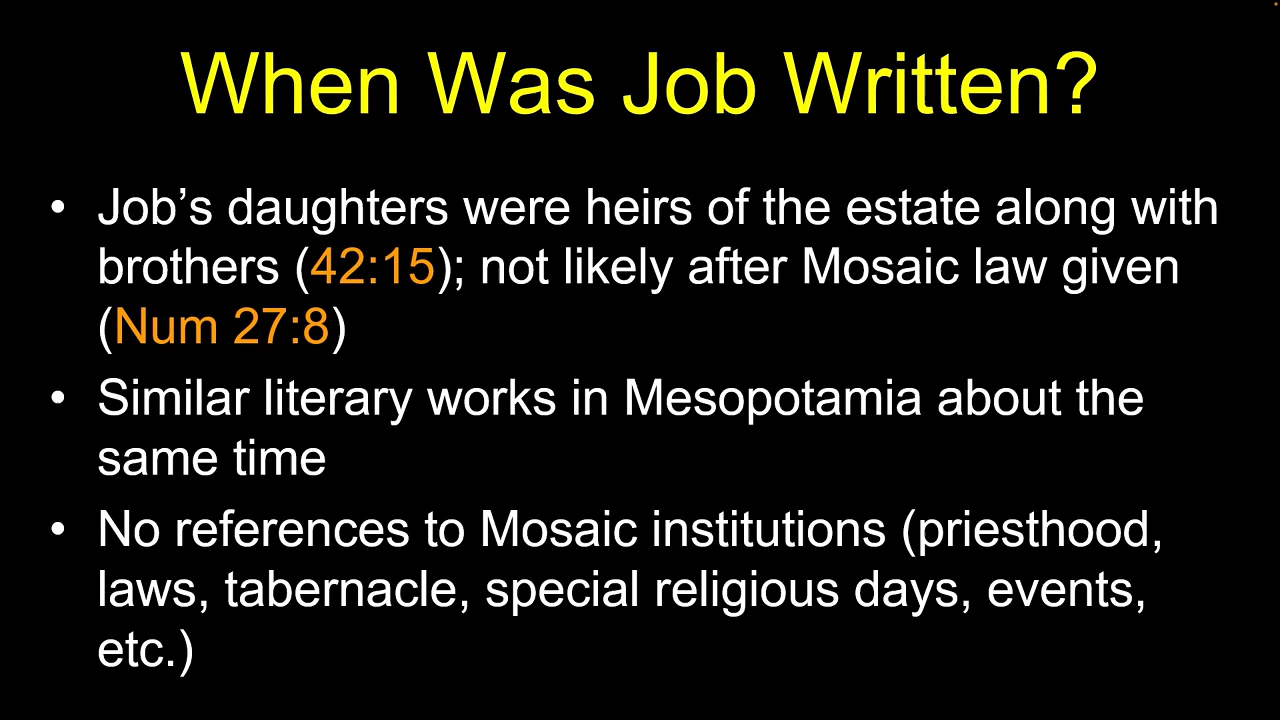 When Was Job Written?
• Job’s daughters were heirs of the estate along with
brothers (42:15); not likely after Mosaic law given
(Num 27:8)
• Similar literary works in Mesopotamia about the
same time
• No references to Mosaic institutions (priesthood,
laws, tabernacle, special religious days, events,
etc.)